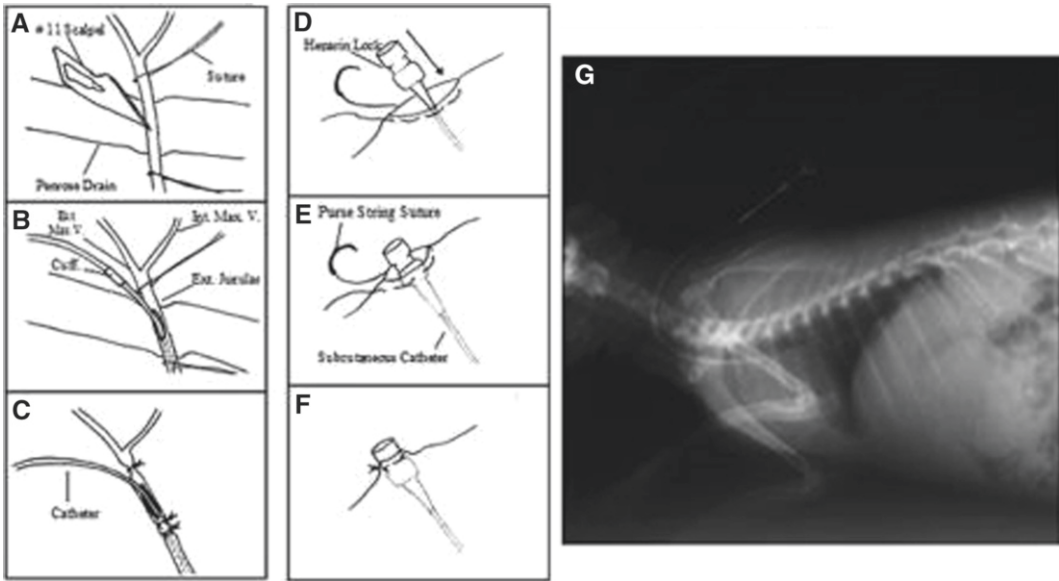 A
#11 Scalpel
Suture
Penrose Drain
B
Ext
Max V.
Int. Max. V.
Cuff
Ext. Jugular
C
Catheter
D
Heparin Lock
E
Purse String Suture
Subcutaneous Catheter
F
G